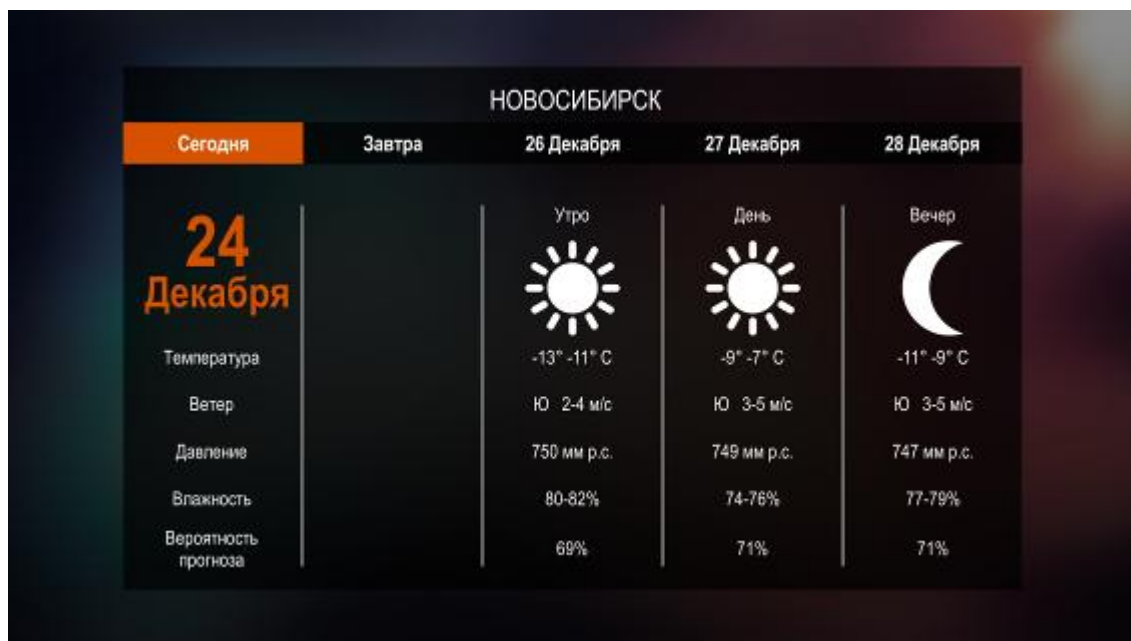 НОВОСИБИРСК
Сегодня Завтра 26 Декабря 27 Декабря 28 Декабря
24
Декабря
Утро День Вечер
Температура -13° -11° C -9° -7° C -11° -9° C
Ветер Ю 2-4 м/с Ю 3-5 м/с Ю 3-5 м/с
Давление 750 мм р.с. 749 мм р.с. 747 мм р.с.
Влажность 80-82% 74-76% 77-79%
Вероятность
прогноза 69% 71% 71%